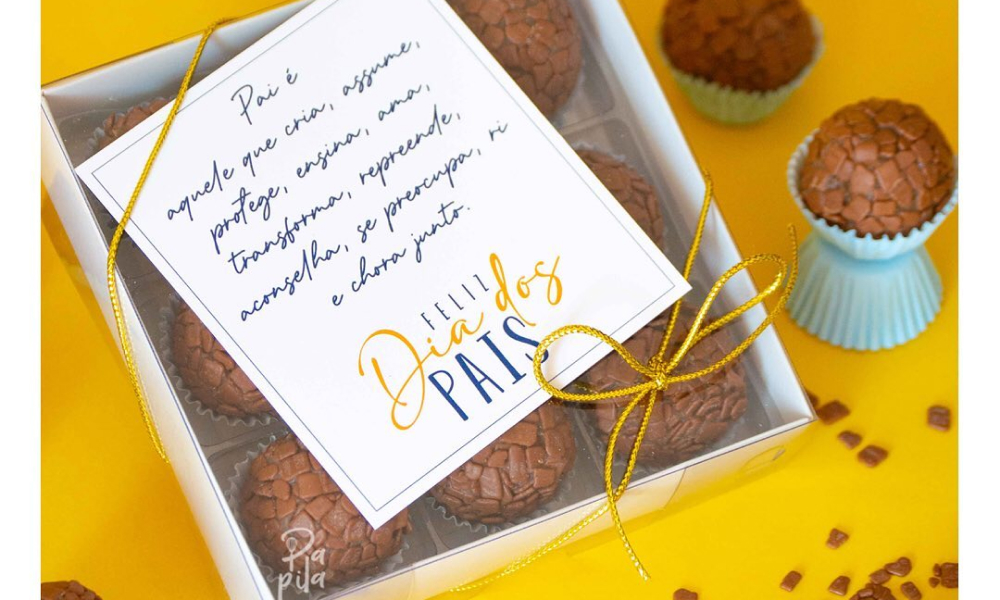 Pai é
aquele que cria, assume,
protege, ensina, ama,
transforma, repreende,
aconselha, se preocupa, ri
e chora junto.
FELIZ
Dia dos
PAIS
Pa
pila